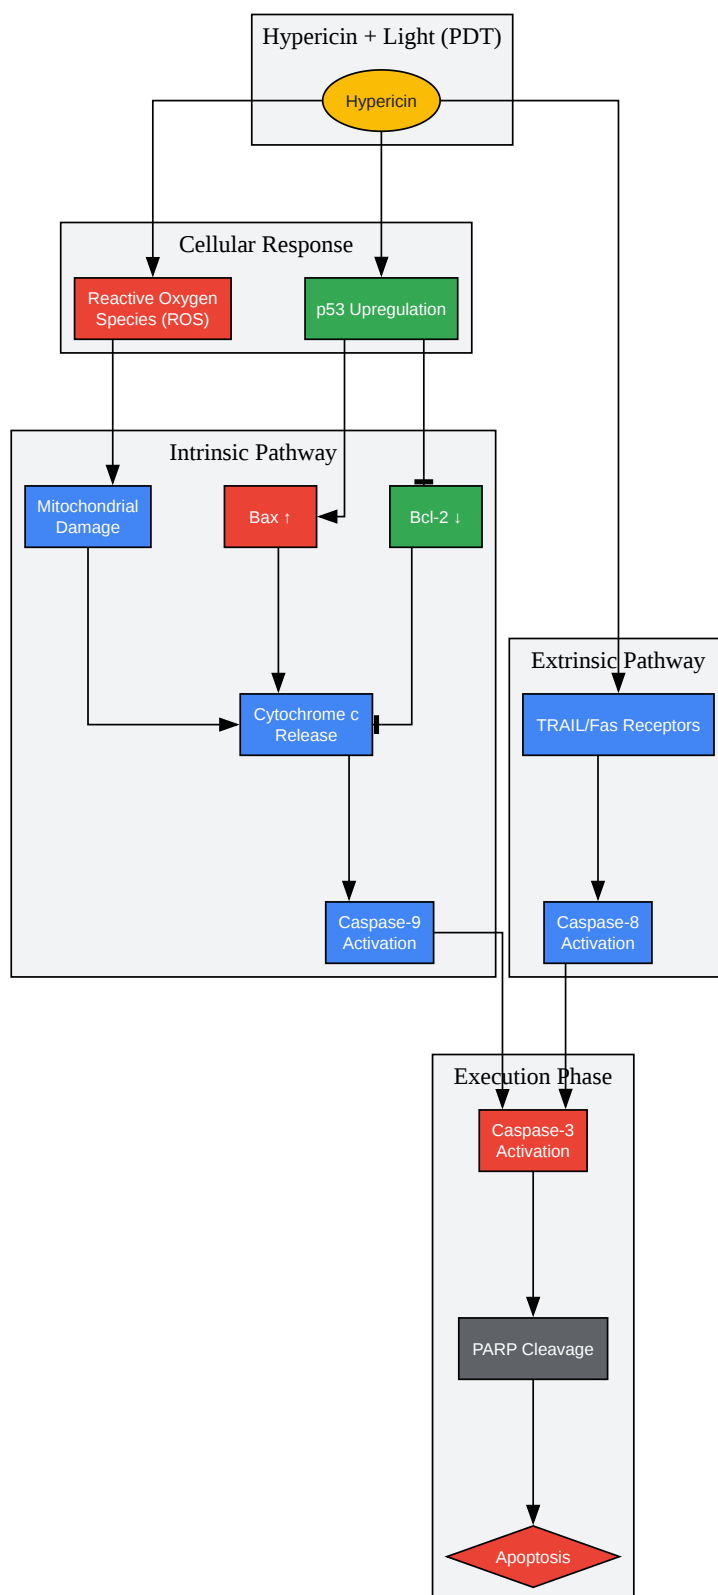 Hypericin + Light (PDT)
Hypericin
Cellular Response
Reactive Oxygen
Species (ROS)
p53 Upregulation
Intrinsic Pathway
Mitochondrial
Damage
Bax ↑
Bcl-2 ↓
Extrinsic Pathway
Cytochrome c
Release
TRAIL/Fas Receptors
Caspase-9
Activation
Caspase-8
Activation
Execution Phase
Caspase-3
Activation
PARP Cleavage
Apoptosis